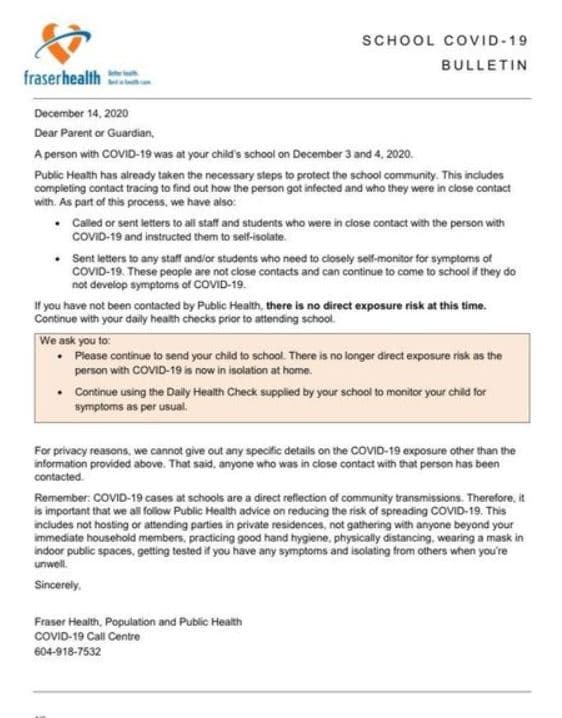 SCHOOL COVID-19
BULLETIN
fraserhealth
Better health.
Best in health care.
December 14, 2020
Dear Parent or Guardian,
A person with COVID-19 was at your child's school on December 3 and 4, 2020.
Public Health has already taken the necessary steps to protect the school community. This includes
completing contact tracing to find out how the person got infected and who they were in close contact
with. As part of this process, we have also:
• Called or sent letters to all staff and students who were in close contact with the person with
COVID-19 and instructed them to self-isolate.
• Sent letters to any staff and/or students who need to closely self-monitor for symptoms of
COVID-19. These people are not close contacts and can continue to come to school if they do
not develop symptoms of COVID-19.
If you have not been contacted by Public Health, there is no direct exposure risk at this time.
Continue with your daily health checks prior to attending school.
We ask you to:
• Please continue to send your child to school. There is no longer direct exposure risk as the
person with COVID-19 is now in isolation at home.
• Continue using the Daily Health Check supplied by your school to monitor your child for
symptoms as per usual.
For privacy reasons, we cannot give out any specific details on the COVID-19 exposure other than the
information provided above. That said, anyone who was in close contact with that person has been
contacted.
Remember: COVID-19 cases at schools are a direct reflection of community transmissions. Therefore, it
is important that we all follow Public Health advice on reducing the risk of spreading COVID-19. This
includes not hosting or attending parties in private residences, not gathering with anyone beyond your
immediate household members, practicing good hand hygiene, physically distancing, wearing a mask in
indoor public spaces, getting tested if you have any symptoms and isolating from others when you're
unwell.
Sincerely,
Fraser Health, Population and Public Health
COVID-19 Call Centre
604-918-7532